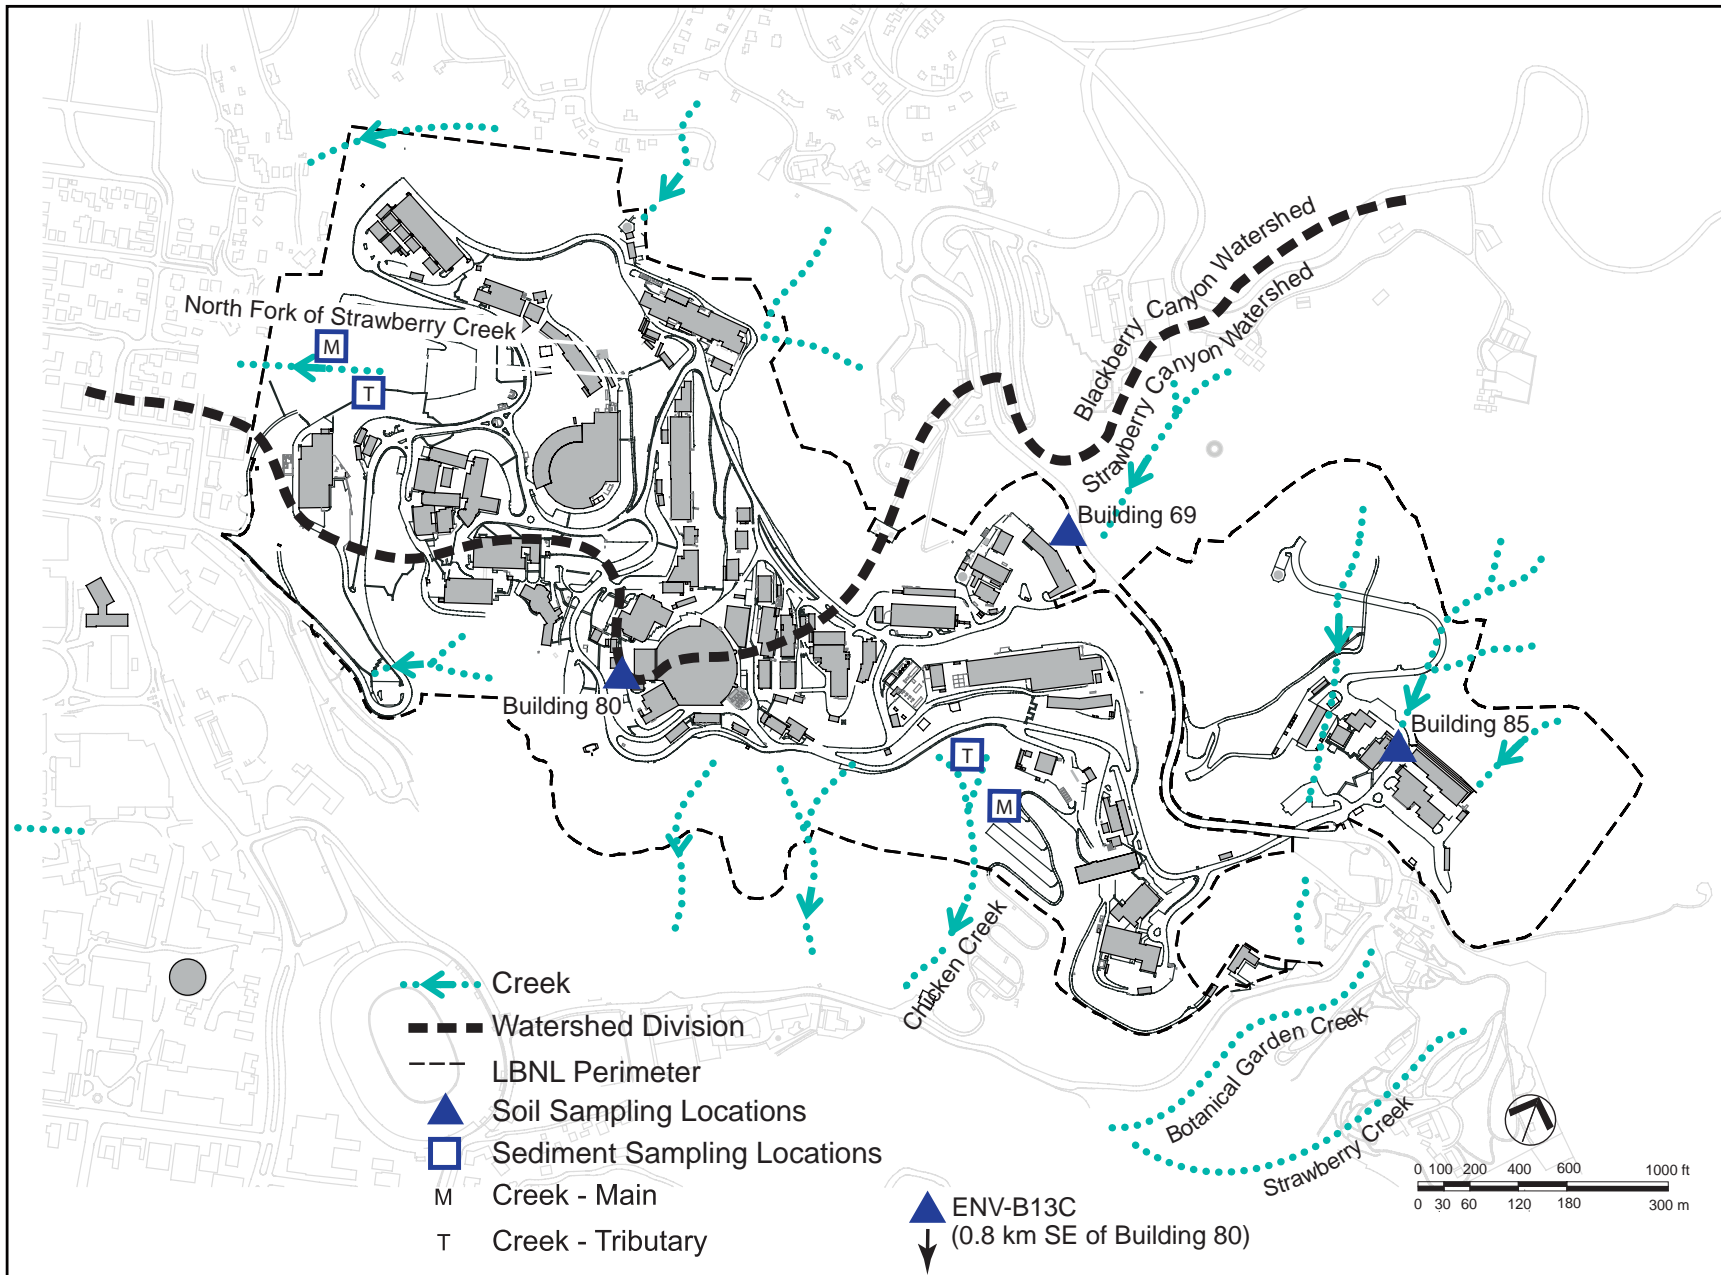 Blackberry Canyon Watershed
Strawberry Canyon Watershed
North Fork of Strawberry Creek
M
T
Building 69
Building 80
Building 85
T
M
Chicken Creek
Botanical Garden Creek
Strawberry Creek
Creek
Watershed Division
LBNL Perimeter
Soil Sampling Locations
Sediment Sampling Locations
M Creek - Main
T Creek - Tributary
ENV-B13C
(0.8 km SE of Building 80)
0 100 200 400 600 1000 ft
0 30 60 120 180 300 m